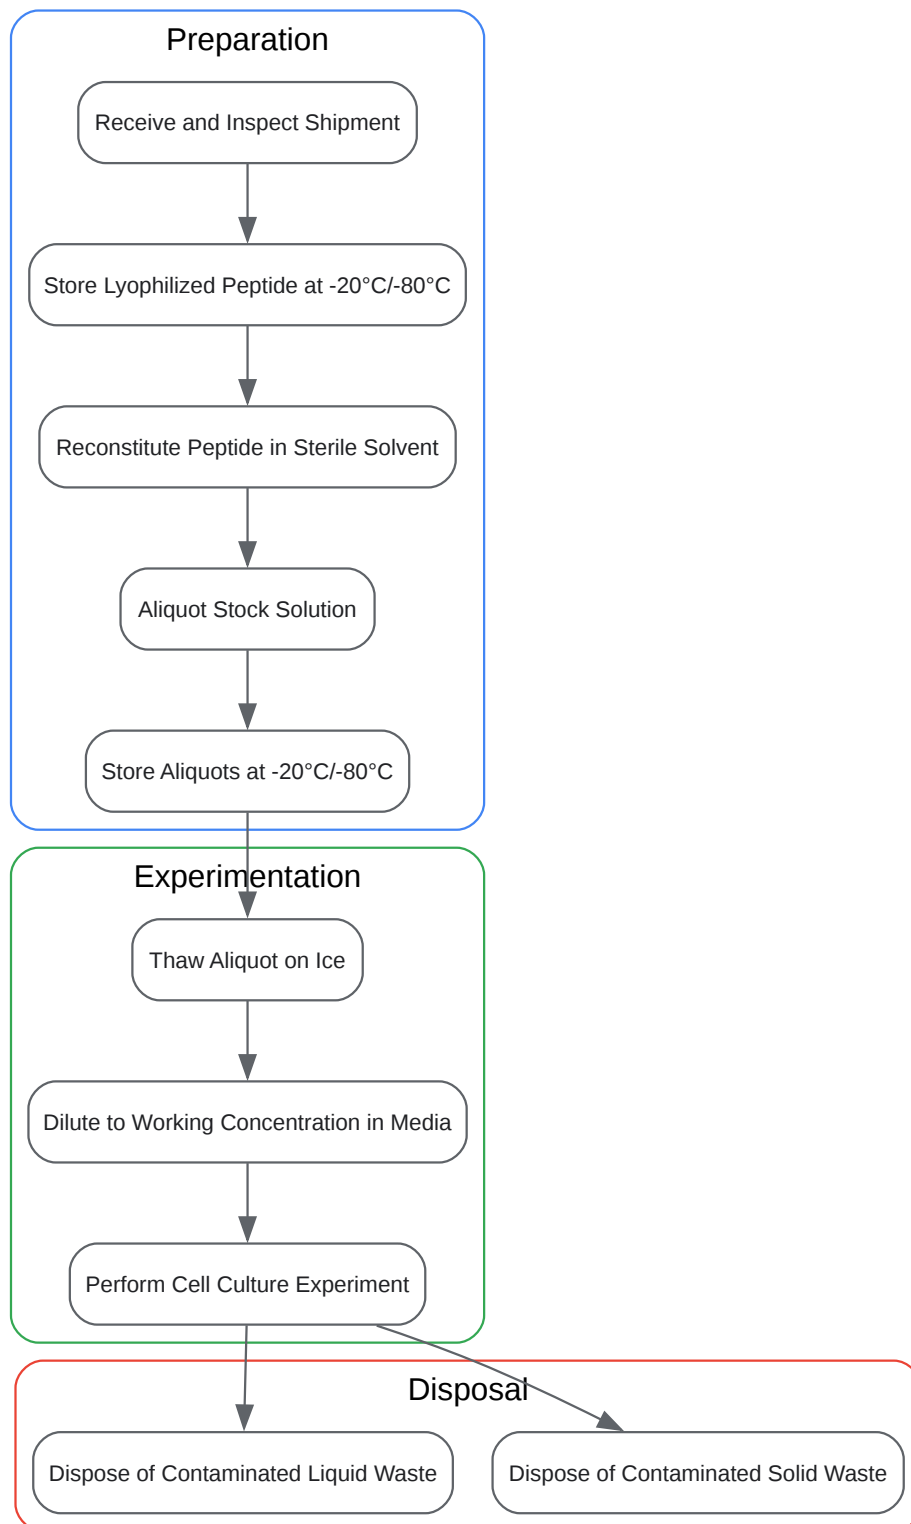 Preparation
Receive and Inspect Shipment
Store Lyophilized Peptide at -20°C/-80°C
Reconstitute Peptide in Sterile Solvent
Aliquot Stock Solution
Store Aliquots at -20°C/-80°C
Experimentation
Thaw Aliquot on Ice
Dilute to Working Concentration in Media
Perform Cell Culture Experiment
Disposal
Dispose of Contaminated Liquid Waste
Dispose of Contaminated Solid Waste